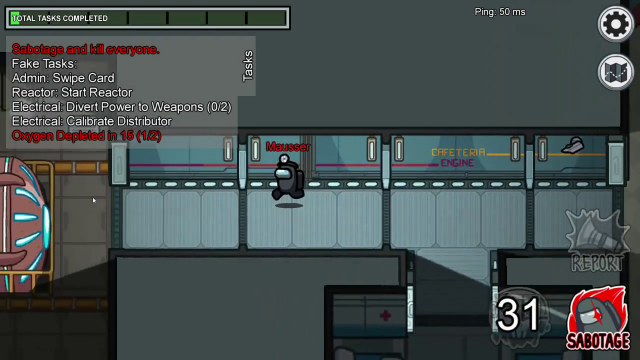 TOTAL TASKS COMPLETED
Ping: 50 ms
Sabotage and kill everyone.
Fake Tasks:
Admin: Swipe Card
Reactor: Start Reactor
Electrical: Divert Power to Weapons (0/2)
Electrical: Calibrate Distributor
Oxygen Depleted in 15 (1/2)
Tasks
Mausser
CAFETERIA
ENGINE
REPORT
31
SABOTAGE